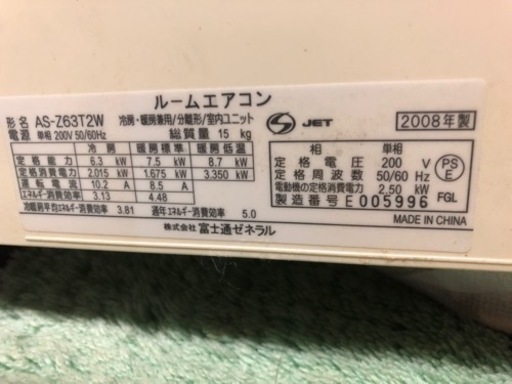 ルームエアコン
形名 AS-Z63T2W 冷房・暖房兼用/分離形/室内ユニット
電源 単相 200V 50/60Hz 総質量 15 kg
冷房 暖房標準 暖房低温
定格能力 6.3 kW 7.5 kW 8.7 kW
定格消費電力 2.015 kW 1.675 kW 3.350 kW
運転電流 10.2 A 8.5 A
エネルギー消費効率 3.13 4.48
冷暖房平均エネルギー消費効率 3.81 通年エネルギー消費効率 5.0
株式会社 富士通ゼネラル
S JET 2008年製
相 単相
定格電圧 200 V
定格周波数 50/60 Hz
電動機の定格消費電力 2.50 kW
製造番号 E005996
PS E
FGL
MADE IN CHINA